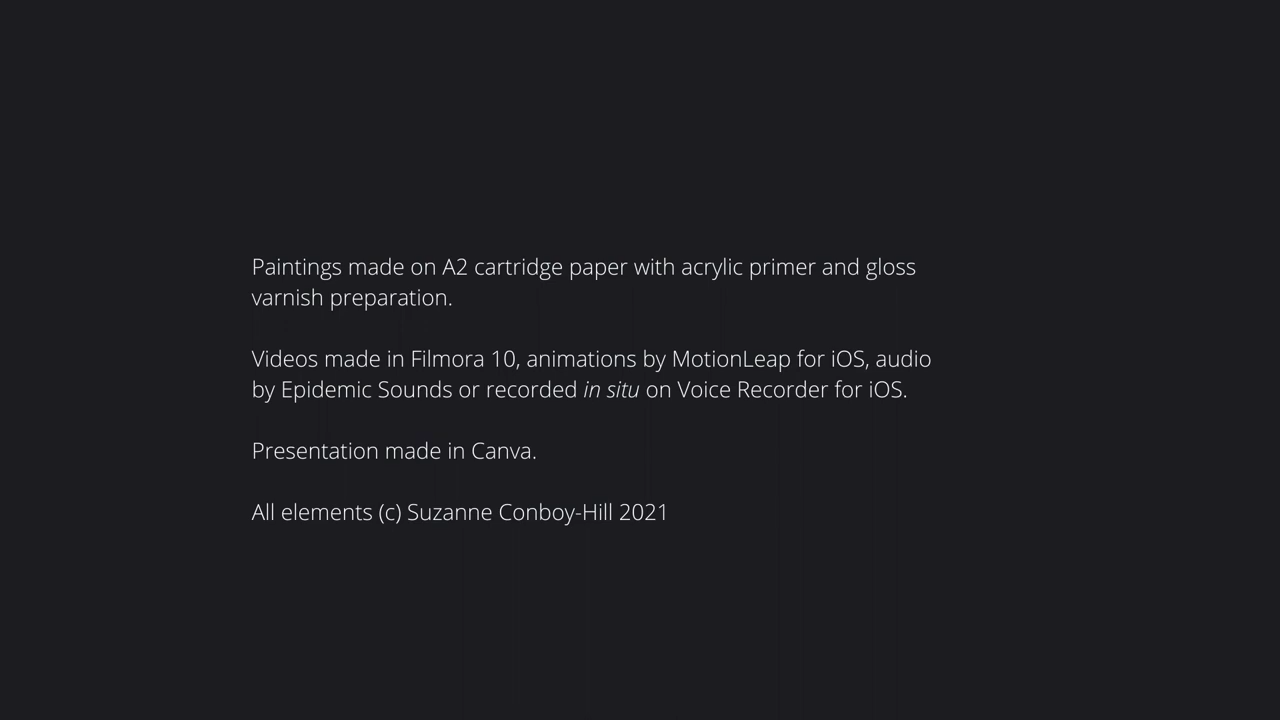 Paintings made on A2 cartridge paper with acrylic primer and gloss
varnish preparation.
Videos made in Filmora 10, animations by MotionLeap for iOS, audio
by Epidemic Sounds or recorded in situ on Voice Recorder for iOS.
Presentation made in Canva.
All elements (c) Suzanne Conboy-Hill 2021